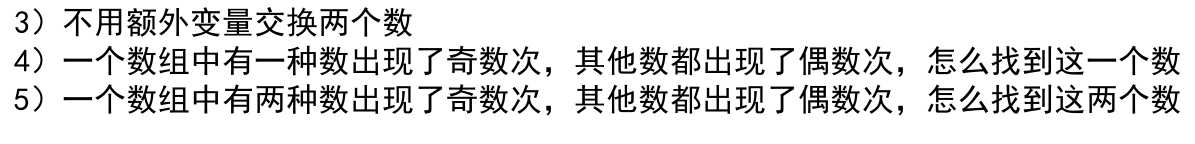 3）不用额外变量交换两个数
4）一个数组中有一种数出现了奇数次，其他数都出现了偶数次，怎么找到这一个数
5）一个数组中有两种数出现了奇数次，其他数都出现了偶数次，怎么找到这两个数